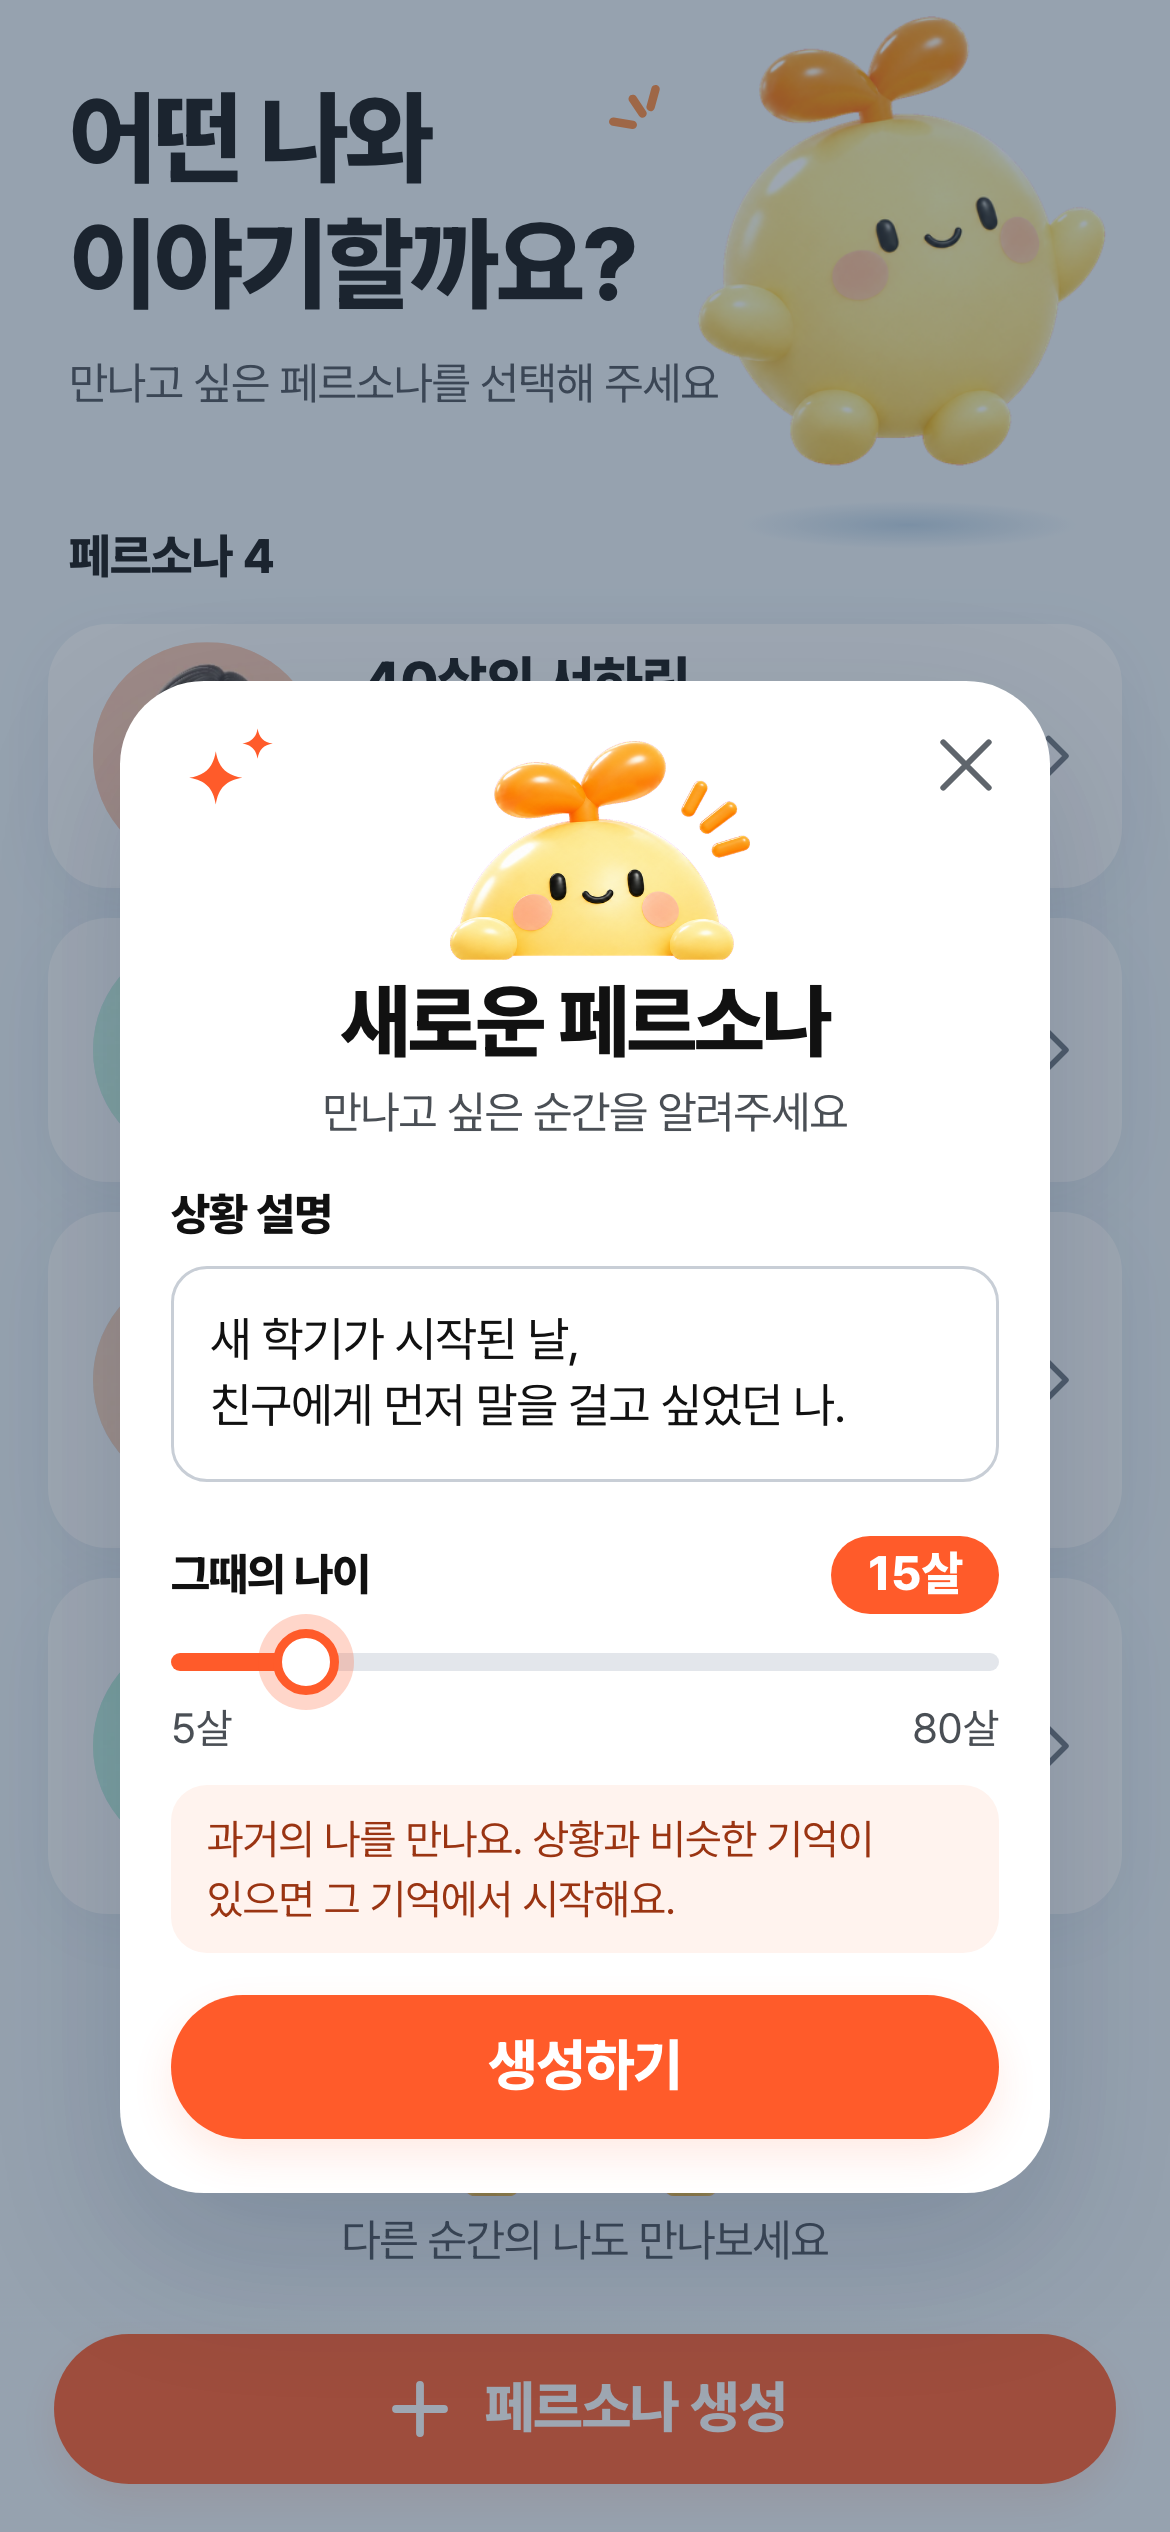 어떤 나와
이야기할까요?
만나고 싶은 페르소나를 선택해 주세요
페르소나 4
40살의 서하린
새로운 페르소나
만나고 싶은 순간을 알려주세요
상황 설명
새 학기가 시작된 날,
친구에게 먼저 말을 걸고 싶었던 나.
그때의 나이
15살
5살
80살
과거의 나를 만나요. 상황과 비슷한 기억이
있으면 그 기억에서 시작해요.
생성하기
다른 순간의 나도 만나보세요
페르소나 생성